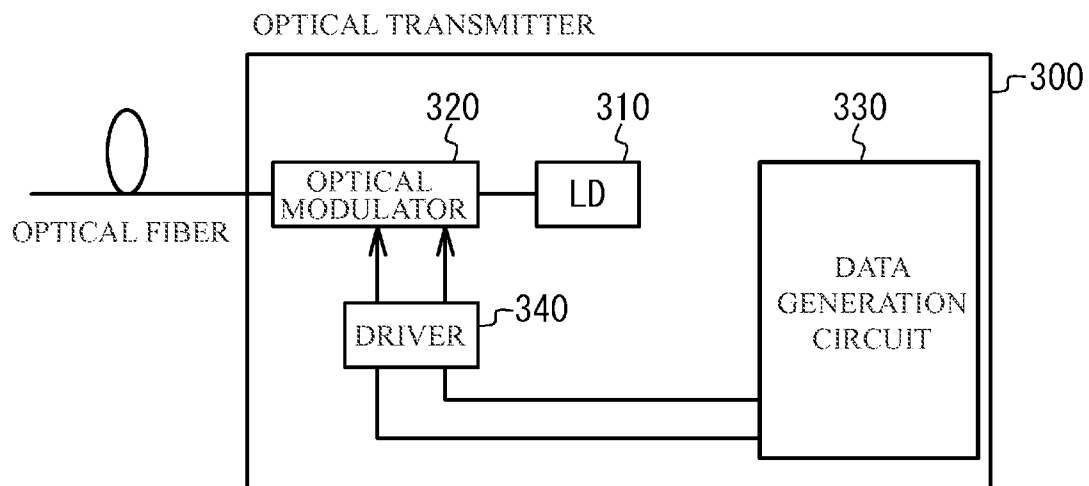 OPTICAL TRANSMITTER
300
320
310
330
OPTICAL
MODULATOR
LD
OPTICAL FIBER
DATA
GENERATION
CIRCUIT
340
DRIVER